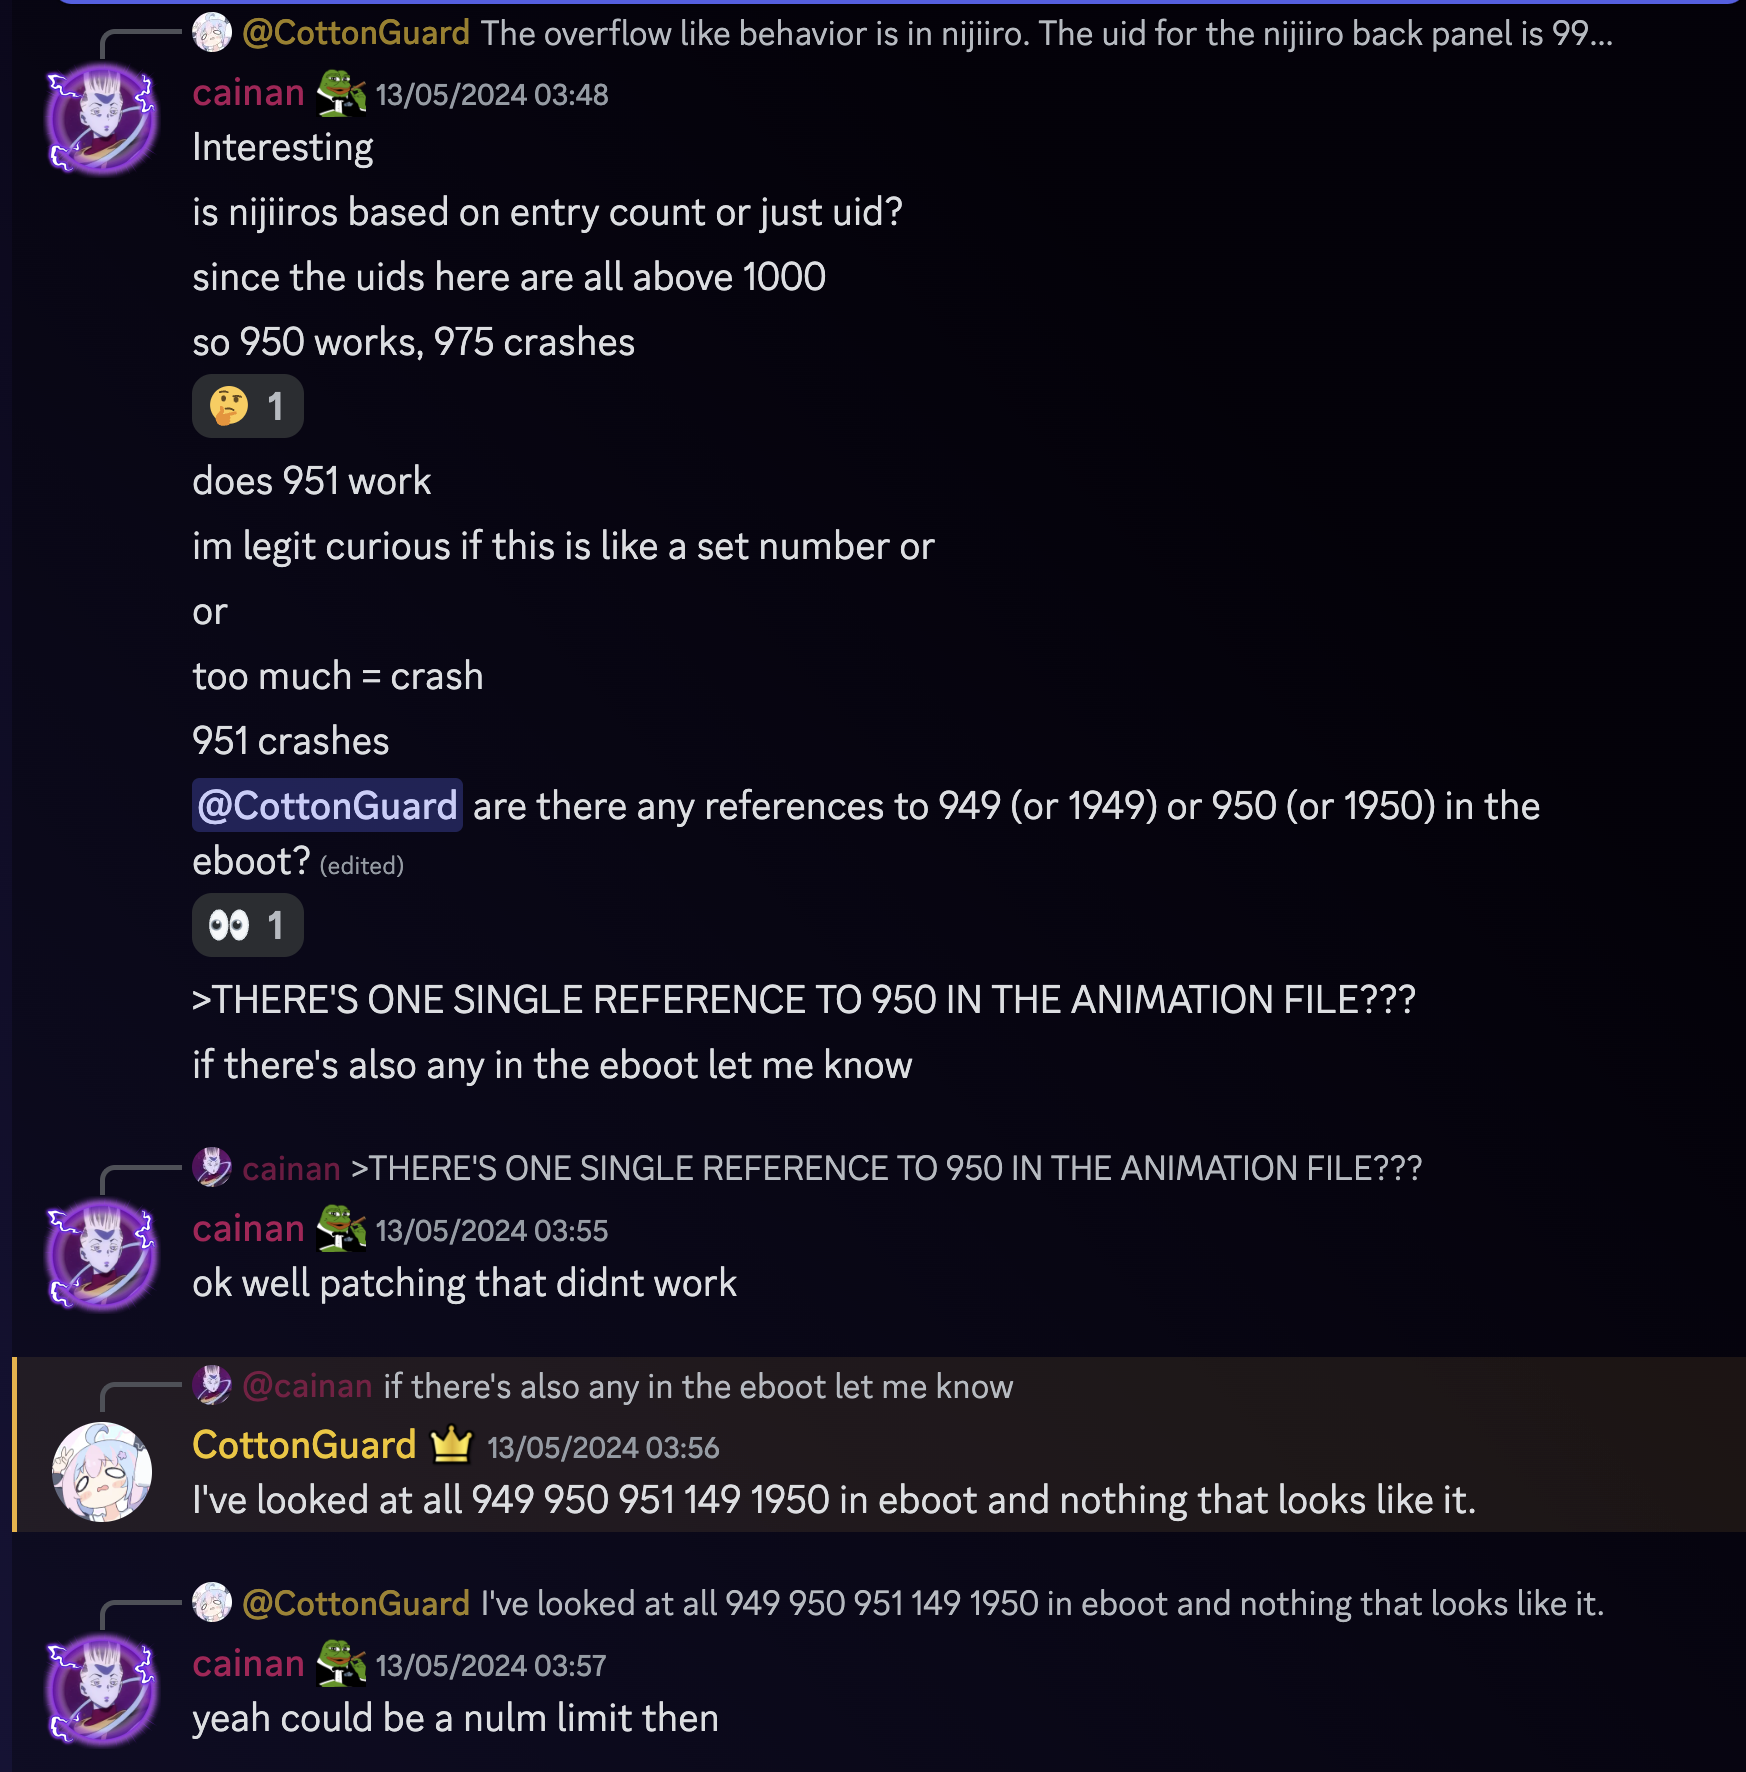 @CottonGuard The overflow like behavior is in nijiiro. The uid for the nijiiro back panel is 99...
cainan 13/05/2024 03:48
Interesting
is nijiiros based on entry count or just uid?
since the uids here are all above 1000
so 950 works, 975 crashes
1
does 951 work
im legit curious if this is like a set number or
or
too much = crash
951 crashes
@CottonGuard are there any references to 949 (or 1949) or 950 (or 1950) in the
eboot? (edited)
1
>THERE'S ONE SINGLE REFERENCE TO 950 IN THE ANIMATION FILE???
if there's also any in the eboot let me know
cainan >THERE'S ONE SINGLE REFERENCE TO 950 IN THE ANIMATION FILE???
cainan 13/05/2024 03:55
ok well patching that didnt work
@cainan if there's also any in the eboot let me know
CottonGuard 13/05/2024 03:56
I've looked at all 949 950 951 149 1950 in eboot and nothing that looks like it.
@CottonGuard I've looked at all 949 950 951 149 1950 in eboot and nothing that looks like it.
cainan 13/05/2024 03:57
yeah could be a nulm limit then